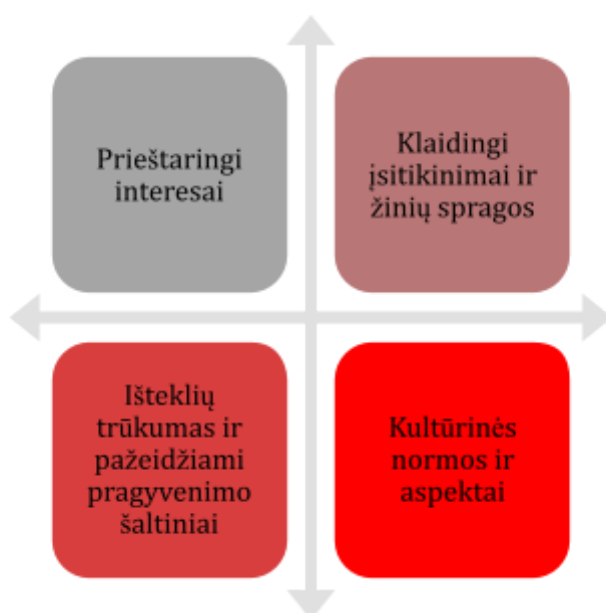 Prieštaringi
interesai
Klaidingi
įsitikinimai ir
žinių spragos
Išteklių
trūkumas ir
pažeidžiami
pragyvenimo
šaltiniai
Kultūrinės
normos ir
aspektai